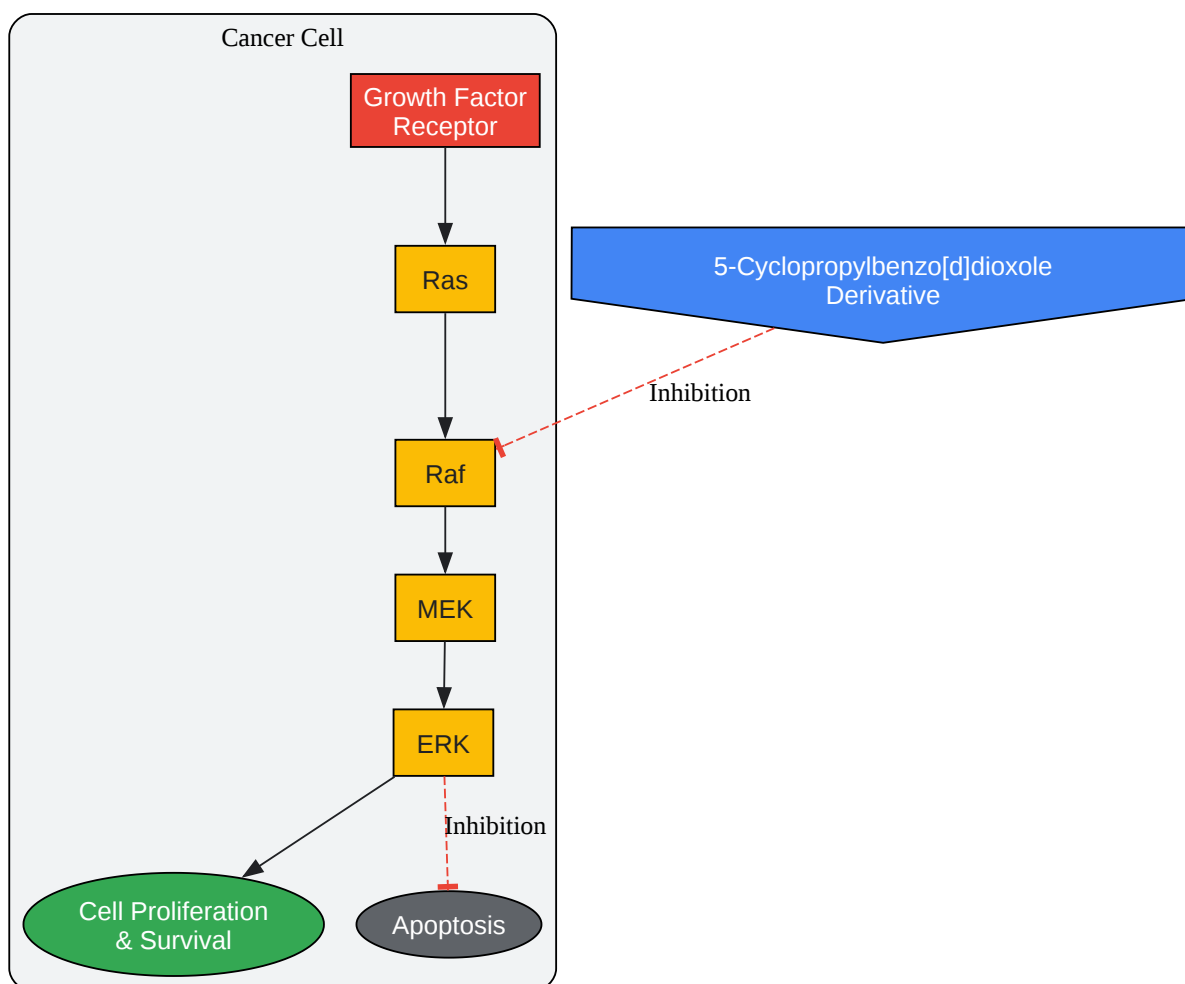 Cancer Cell
Growth Factor
Receptor
Ras
5-Cyclopropylbenzo[d]dioxole
Derivative
Inhibition
Raf
MEK
ERK
Inhibition
Cell Proliferation
& Survival
Apoptosis